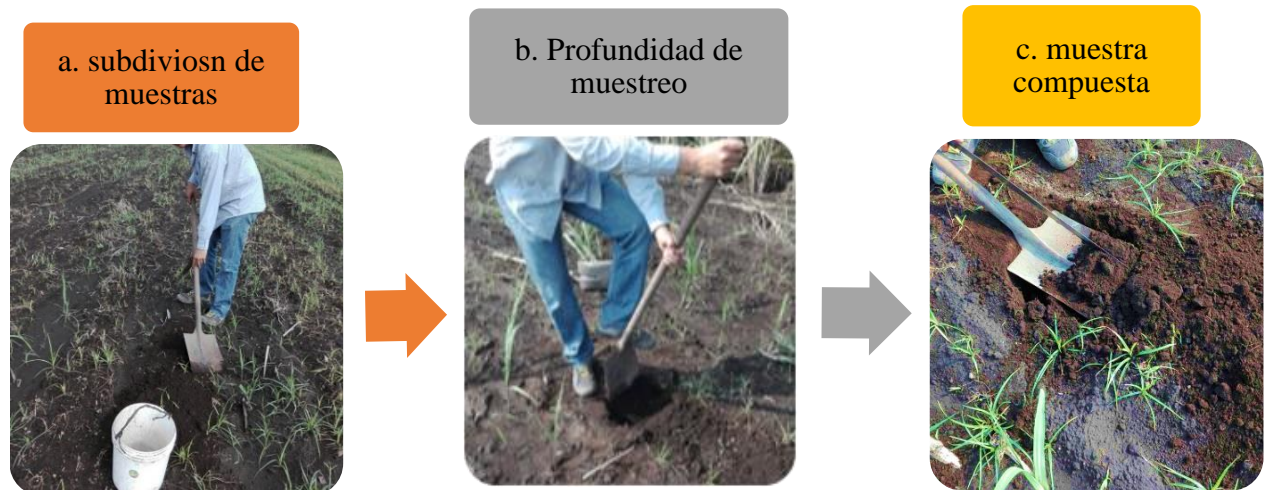 a. subdiviosn de
muestras
b. Profundidad de
muestreo
c. muestra
compuesta